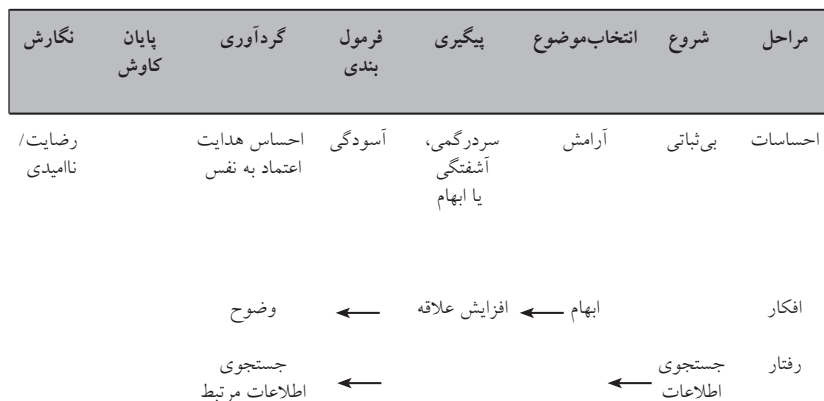 مراحل شروع انتخاب‌موضوع پیگیری فرمول گردآوری پایان نگارش
بندی کاوش
احساسات بی‌ثباتی آرامش سردرگمی، آسودگی احساس هدایت رضایت/
آشفتگی اعتماد به نفس ناامیدی
یا ابهام
افکار ابهام افزایش علاقه وضوح
رفتار جستجوی جستجوی
اطلاعات اطلاعات مرتبط